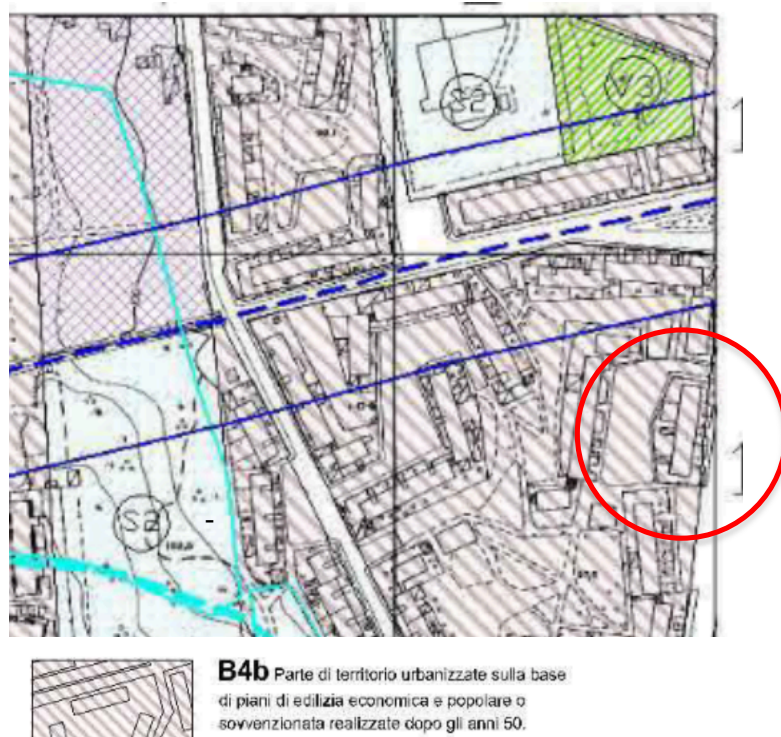 S2
V3
S2
B4b Parte di territorio urbanizzate sulla base
di piani di edilizia economica e popolare o
sovvenzionata realizzate dopo gli anni 50.